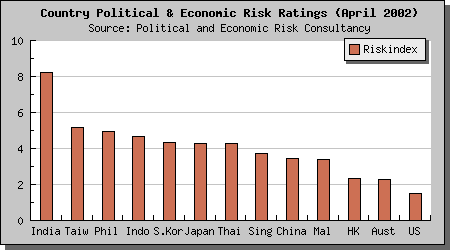 Country Political & Economic Risk Ratings (April 2002)
Source: Political and Economic Risk Consultancy
Riskindex
10
8
6
4
2
0
India Taiw Phil Indo S.Kor Japan Thai Sing China Mal HK Aust US